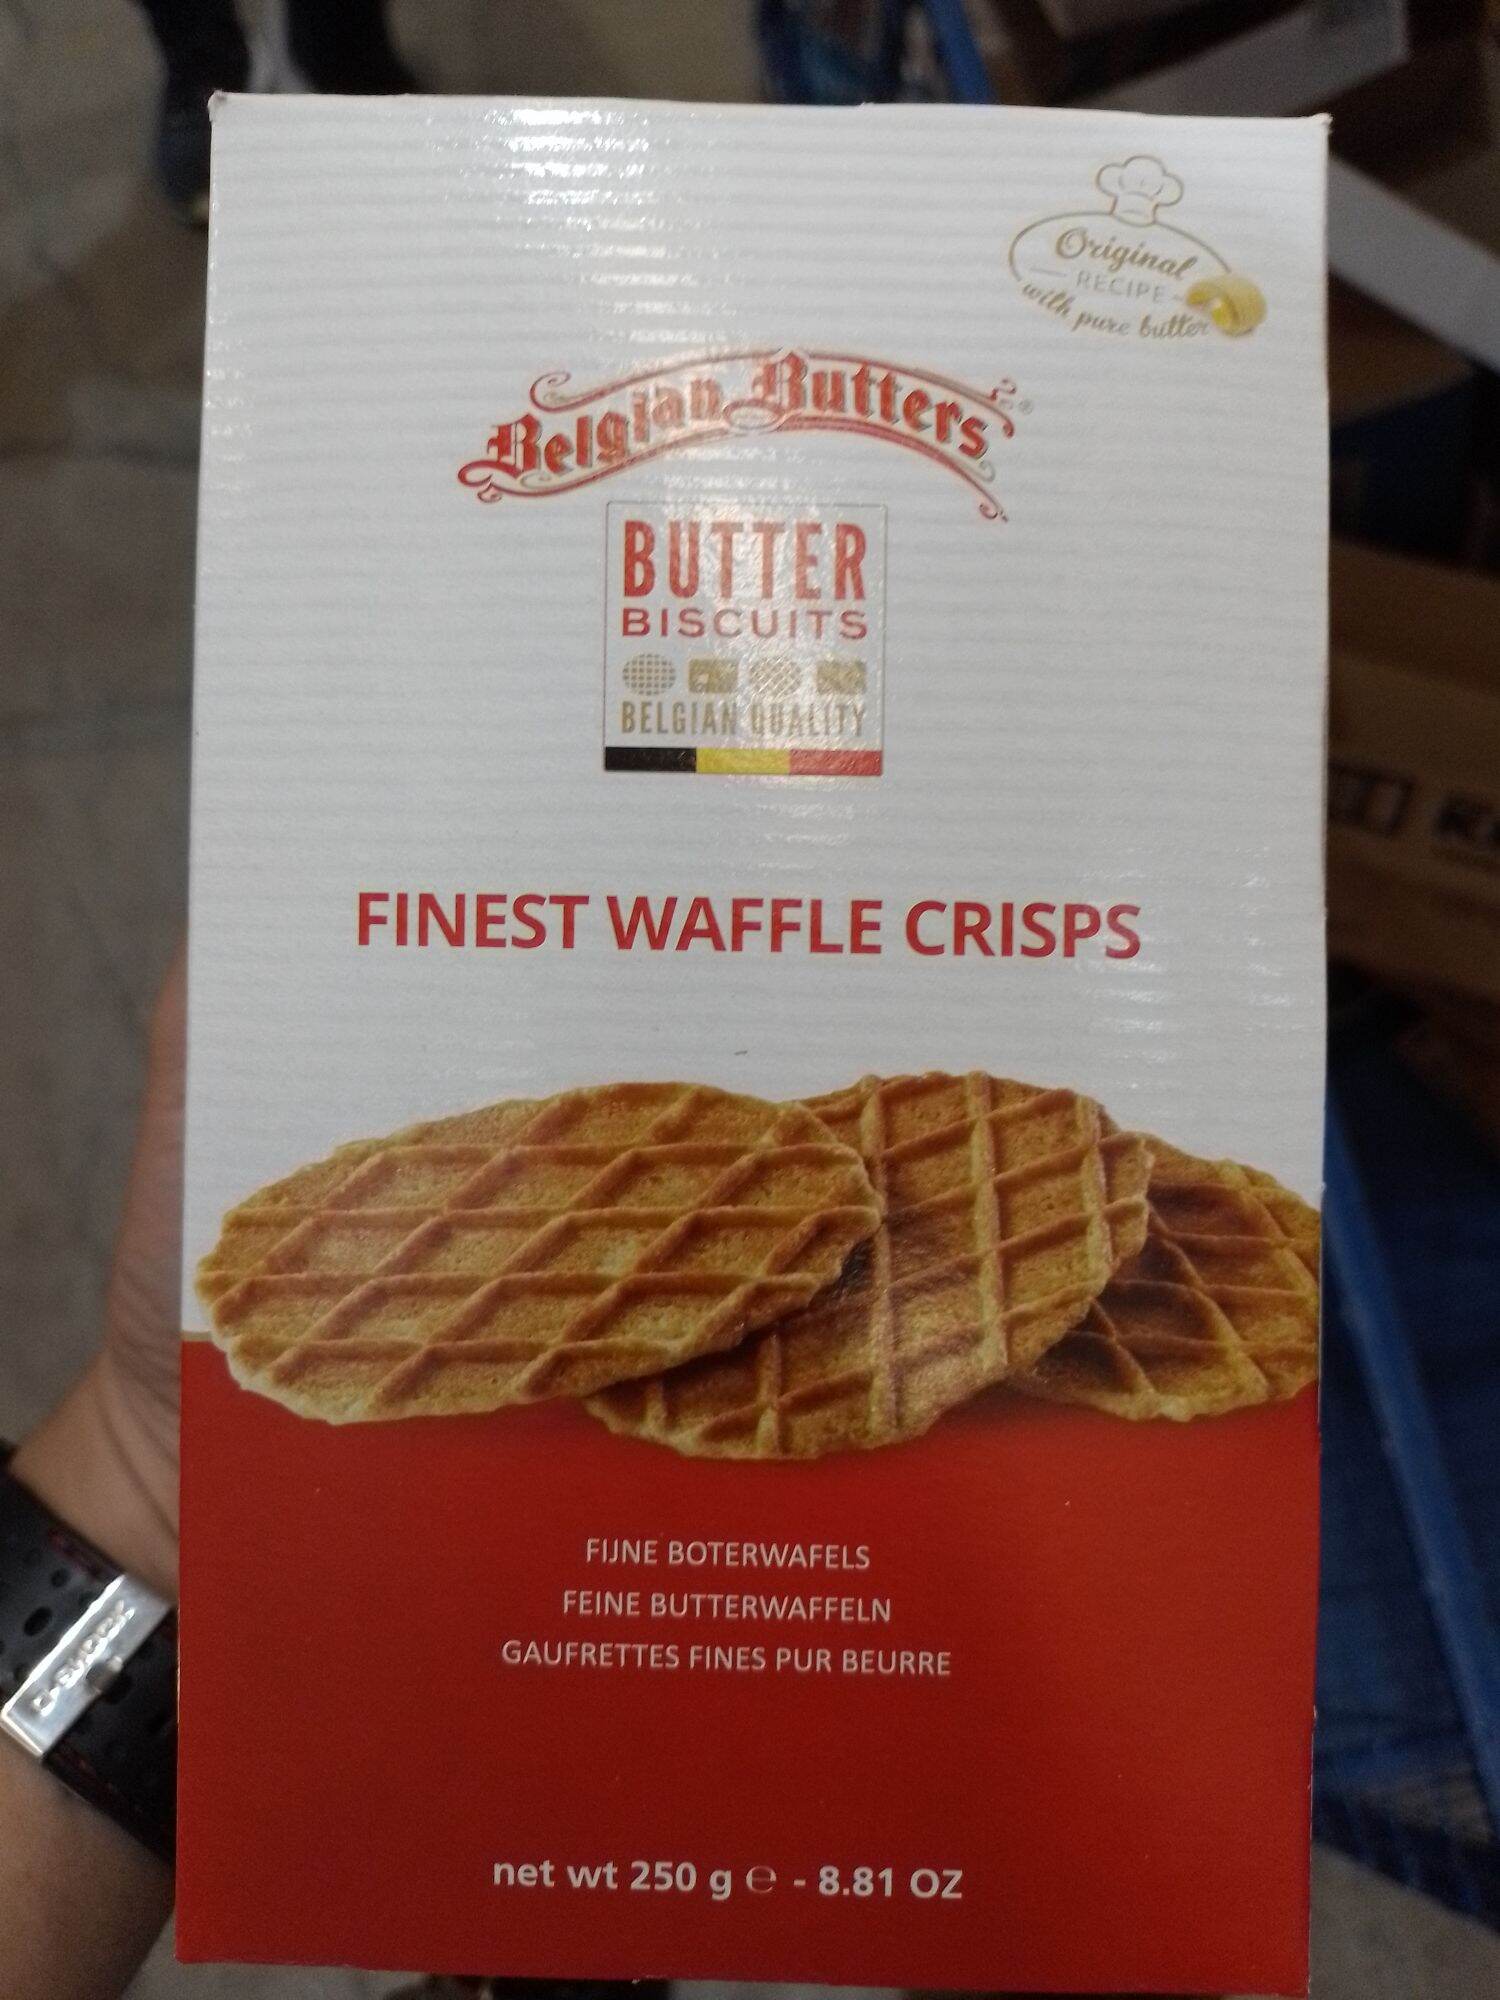 Original
RECIPE
with pure butter
Belgian Butters
BUTTER
BISCUITS
BELGIAN QUALITY
FINEST WAFFLE CRISPS
FIJNE BOTERWAFELS
FEINE BUTTERWAFFELN
GAUFRETTES FINES PUR BEURRE
net wt 250 g ℮ - 8.81 OZ